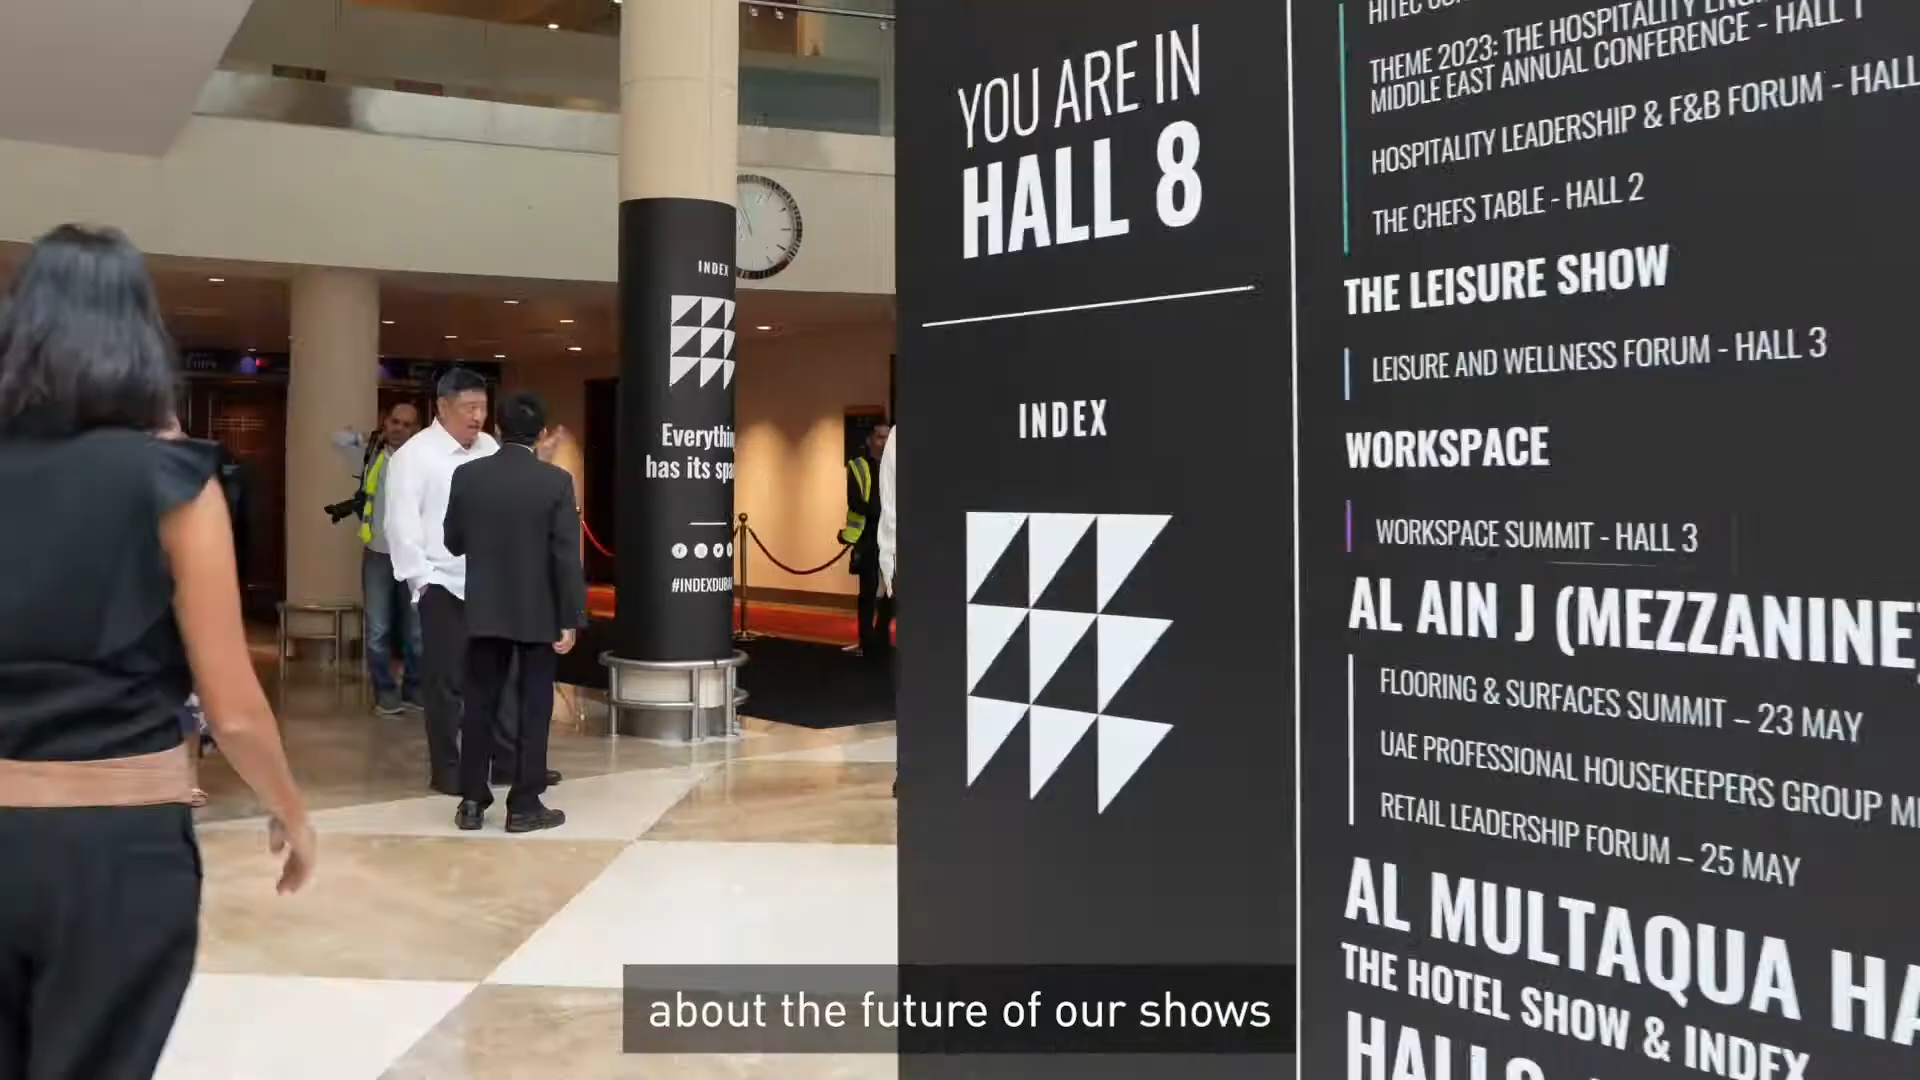 INDEX
Everythin
has its spa
#INDEXDUBA
YOU ARE IN
HALL 8
INDEX
THEME 2023: THE HOSPITALITY
MIDDLE EAST ANNUAL CONFERENCE - HALL 1
HOSPITALITY LEADERSHIP & F&B FORUM - HALL
THE CHEFS TABLE - HALL 2
THE LEISURE SHOW
LEISURE AND WELLNESS FORUM - HALL 3
WORKSPACE
WORKSPACE SUMMIT - HALL 3
AL AIN J (MEZZANINE)
FLOORING & SURFACES SUMMIT – 23 MAY
UAE PROFESSIONAL HOUSEKEEPERS GROUP
RETAIL LEADERSHIP FORUM – 25 MAY
AL MULTAQUA
THE HOTEL SHOW & INDEX
about the future of our shows